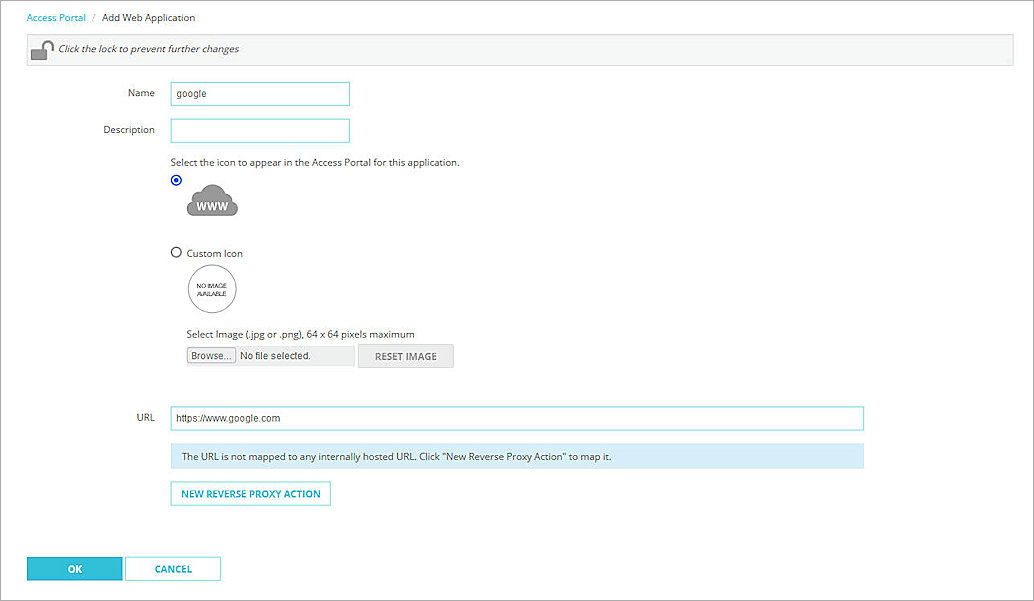 Access Portal / Add Web Application
Click the lock to prevent further changes
Name google
Description
Select the icon to appear in the Access Portal for this application.
WWW
Custom Icon
NO IMAGE
AVAILABLE
Select Image (.jpg or .png), 64 x 64 pixels maximum
Browse... No file selected. RESET IMAGE
URL https://www.google.com
The URL is not mapped to any internally hosted URL. Click "New Reverse Proxy Action" to map it.
NEW REVERSE PROXY ACTION
OK CANCEL